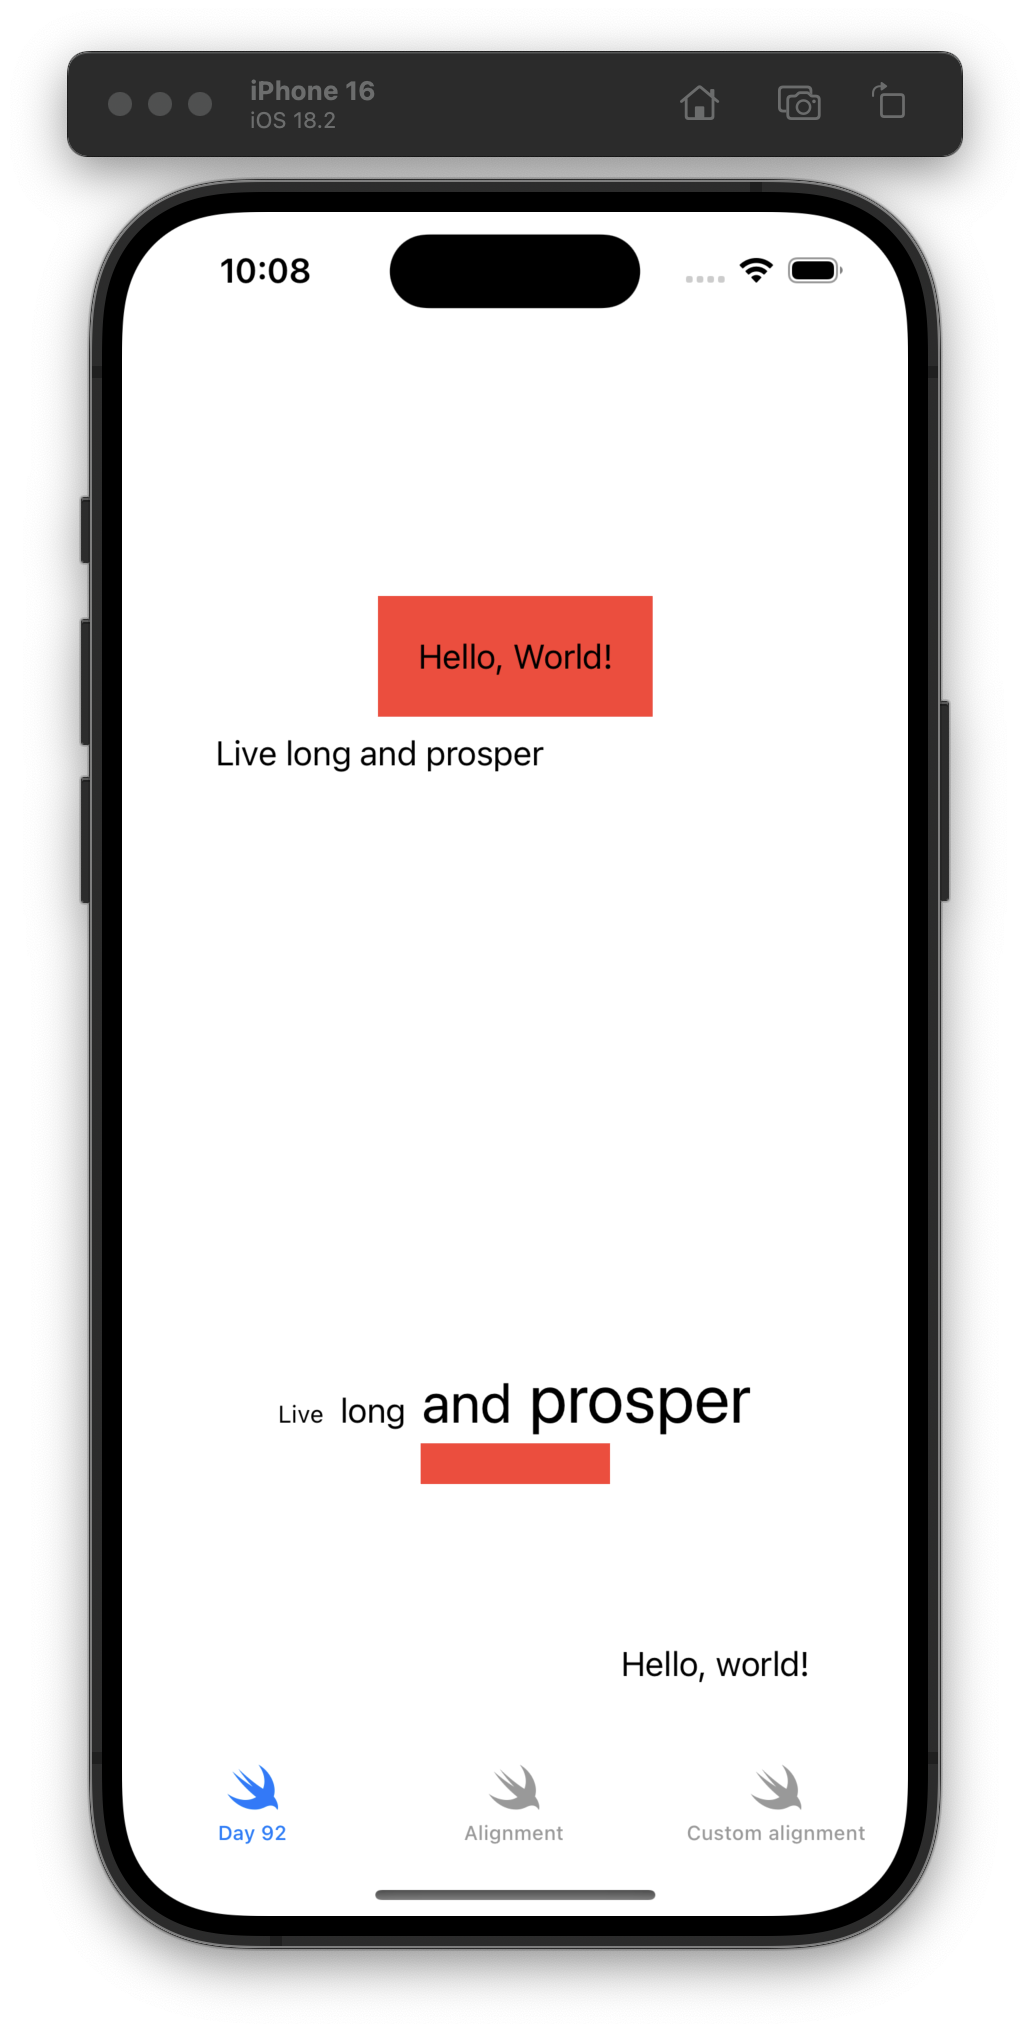 iPhone 16
iOS 18.2
10:08
Hello, World!
Live long and prosper
Live long and prosper
Hello, world!
Day 92
Alignment
Custom alignment